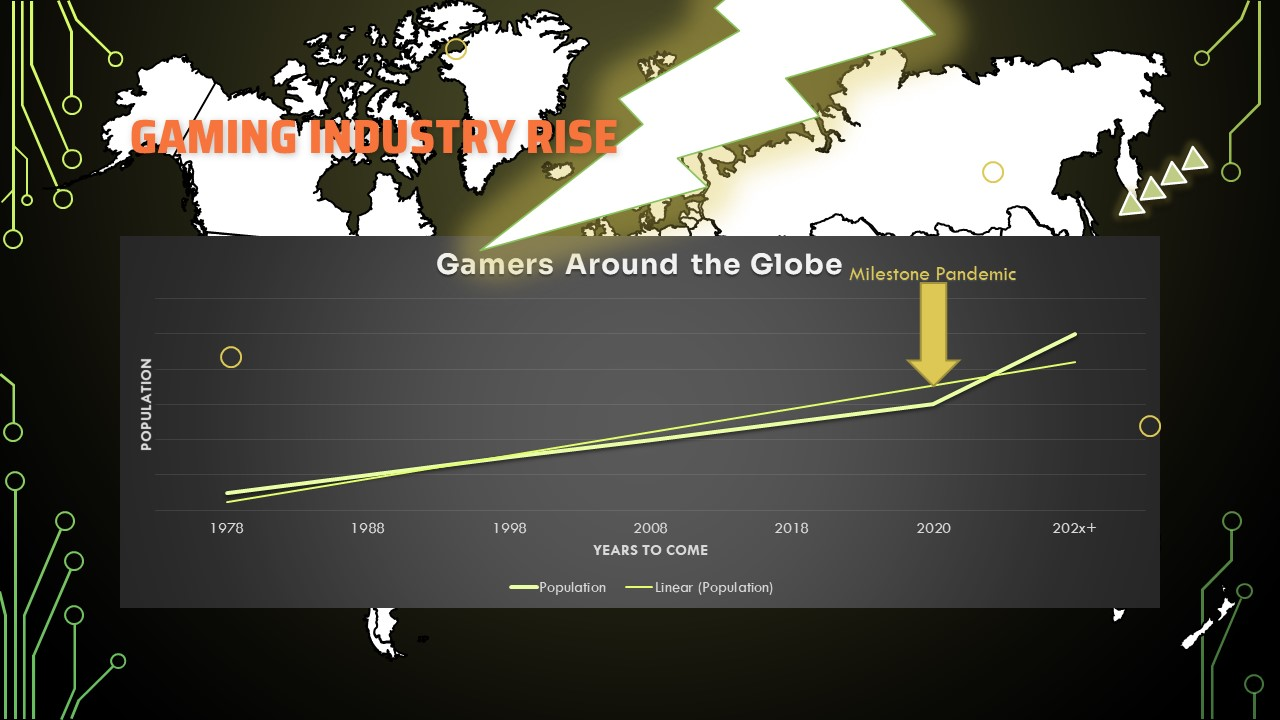 GAMING INDUSTRY RISE
Gamers Around the Globe
Milestone Pandemic
POPULATION
1978 1988 1998 2008 2018 2020 202x+
YEARS TO COME
Population Linear (Population)